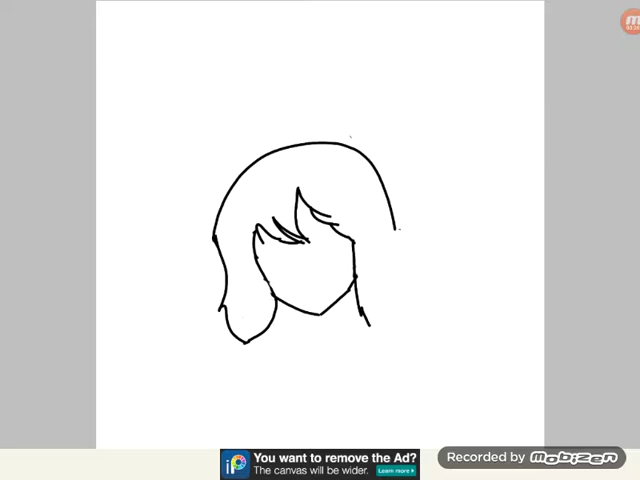 You want to remove the Ad?
The canvas will be wider.
Learn more
Recorded by mobizen